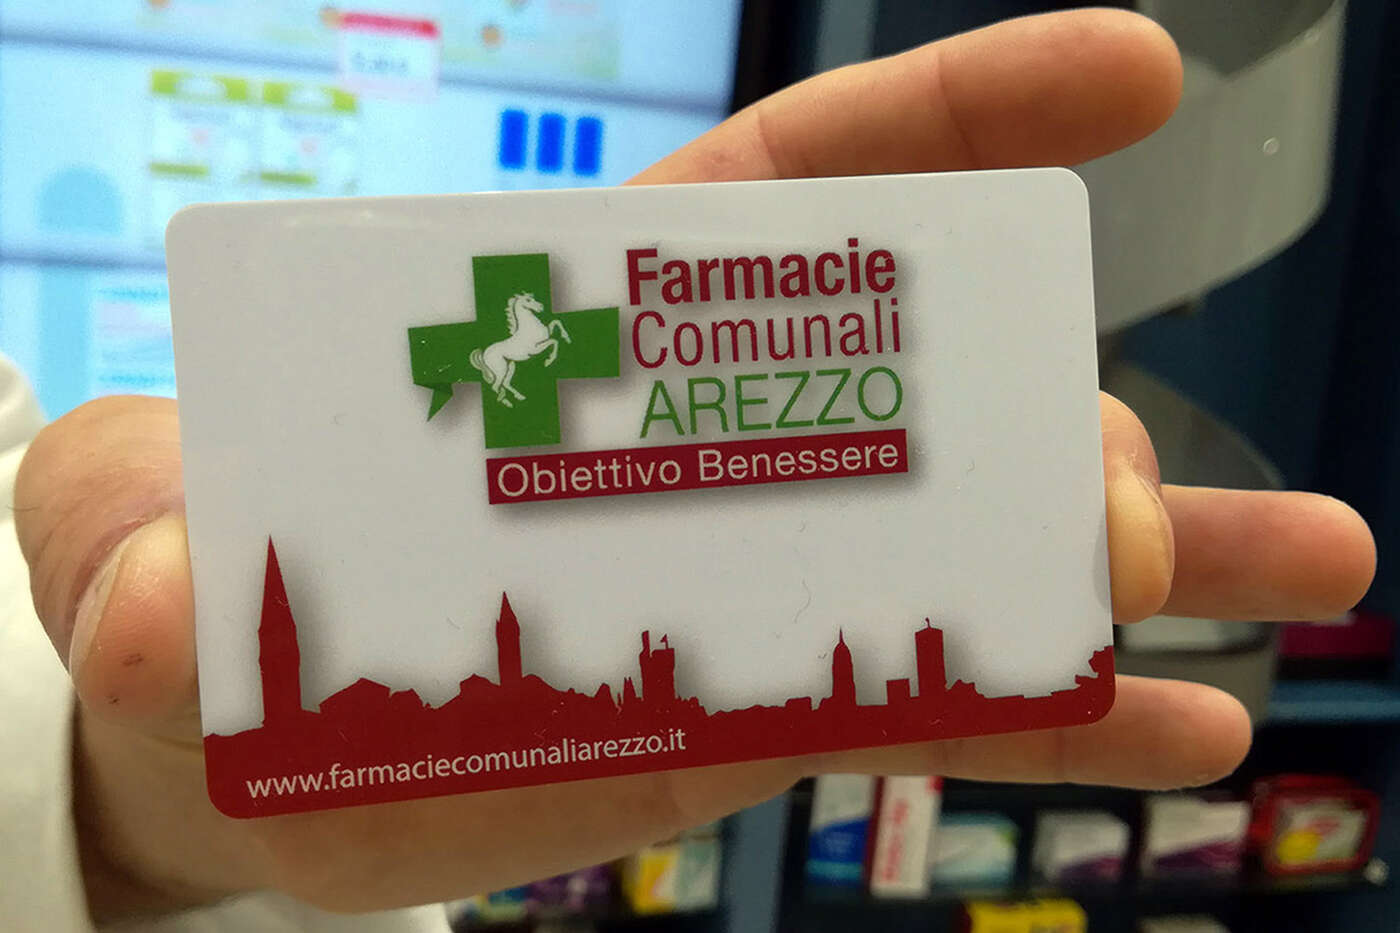 Farmacie
Comunali
AREZZO
Obiettivo Benessere
www.farmaciecomunaliarezzo.it